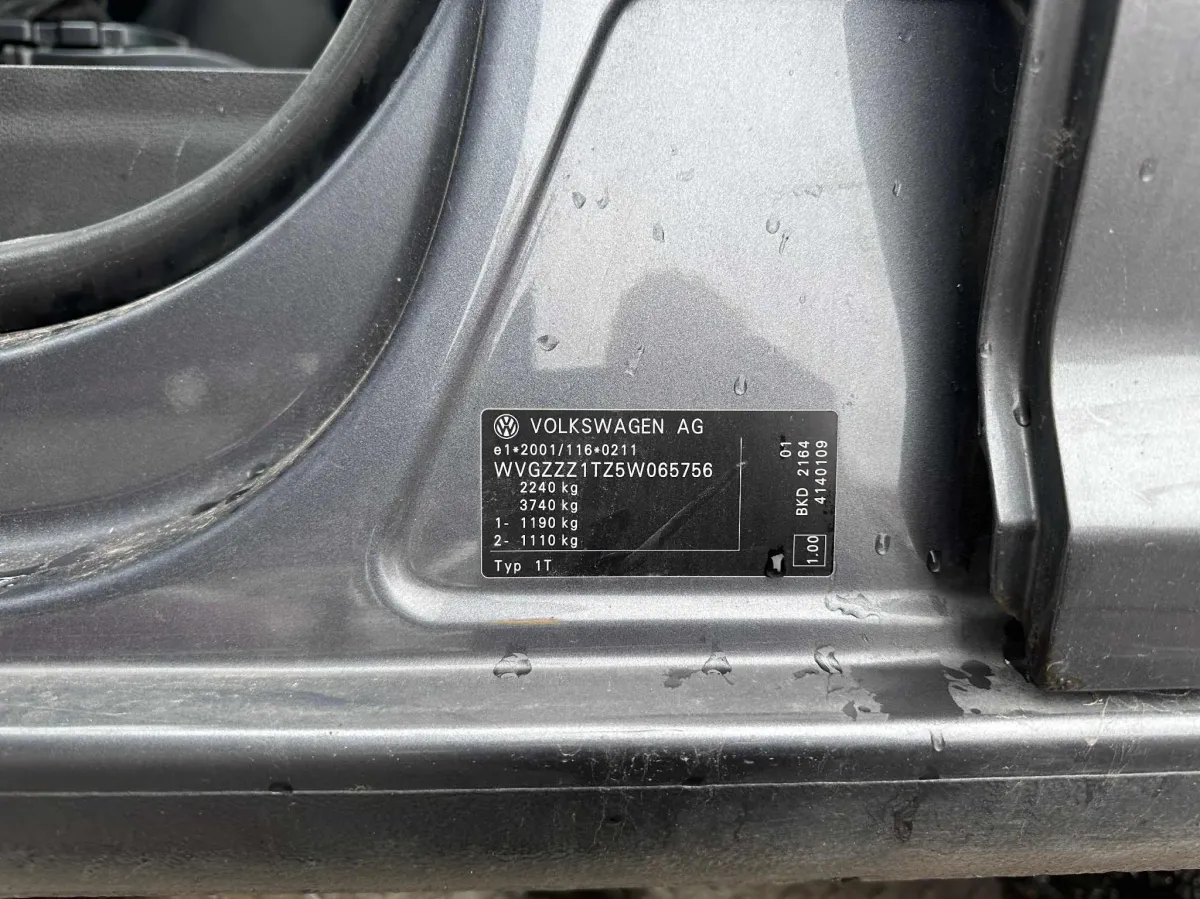 VOLKSWAGEN AG
e1*2001/116*0211
WVGZZZ1TZ5W065756
2240 kg
3740 kg
1- 1190 kg
2- 1110 kg
Typ 1T
01
BKD 2164
4140109
1.00